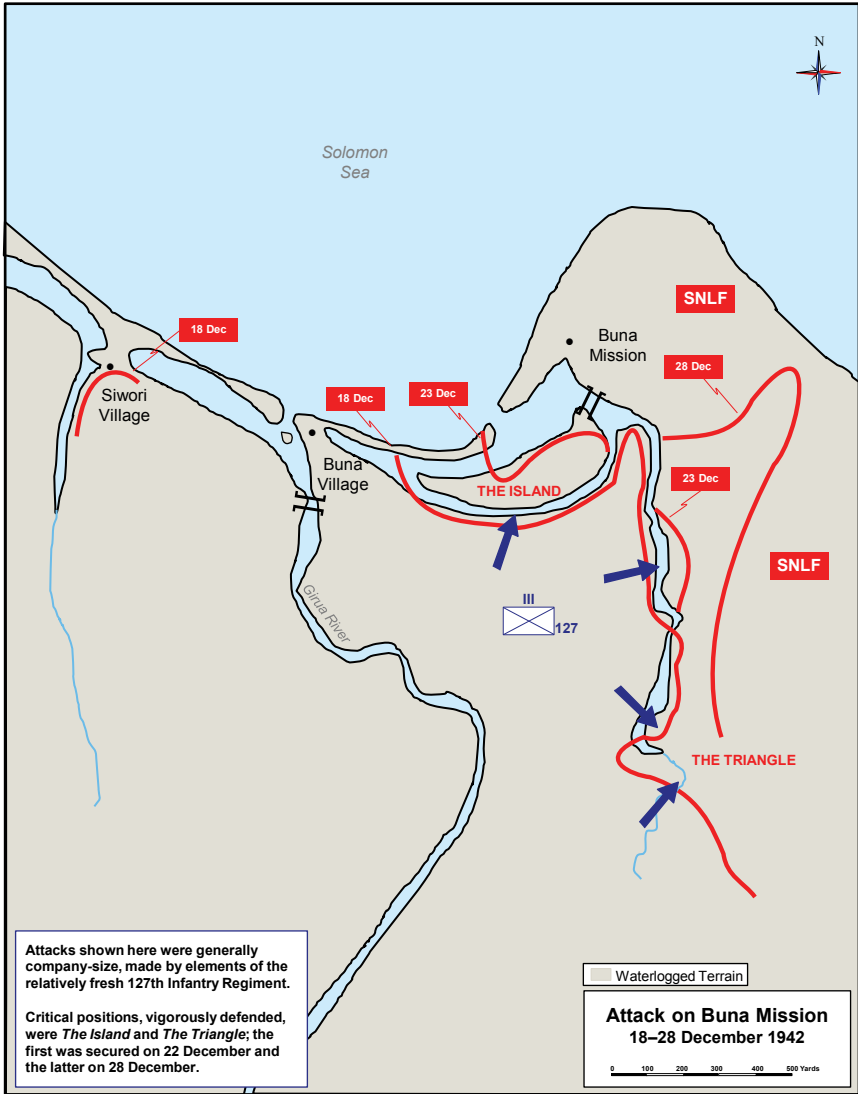 N
Solomon
Sea
SNLF
18 Dec
Buna
Mission
28 Dec
Siwori
Village
18 Dec
23 Dec
Buna
Village
THE ISLAND
23 Dec
SNLF
III
127
Girua River
THE TRIANGLE
Attacks shown here were generally
company-size, made by elements of the
relatively fresh 127th Infantry Regiment.
Critical positions, vigorously defended,
were The Island and The Triangle; the
first was secured on 22 December and
the latter on 28 December.
Waterlogged Terrain
Attack on Buna Mission
18–28 December 1942
0 100 200 300 400 500 Yards